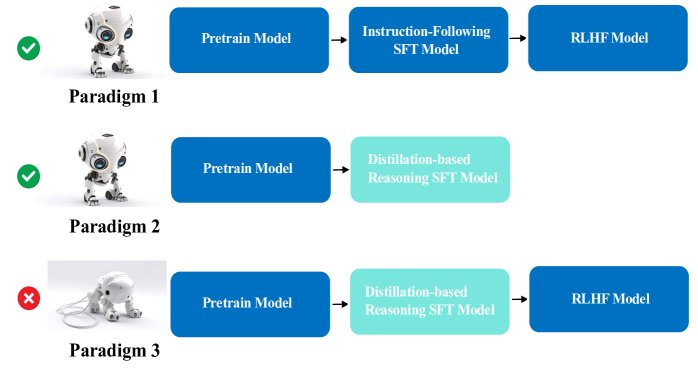 Pretrain Model
Instruction-Following
SFT Model
RLHF Model
Paradigm 1
Pretrain Model
Distillation-based
Reasoning SFT Model
Paradigm 2
Pretrain Model
Distillation-based
Reasoning SFT Model
RLHF Model
Paradigm 3